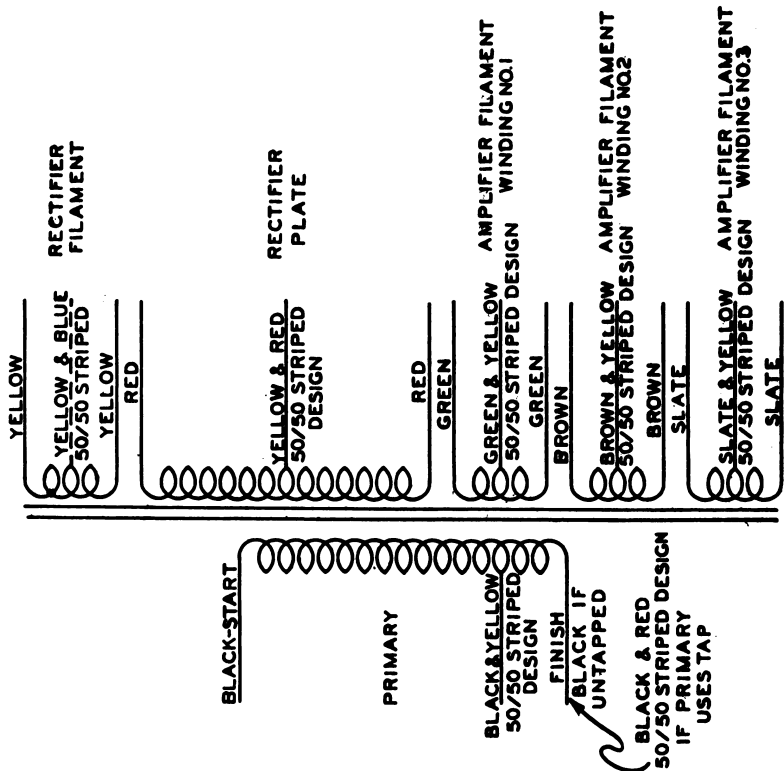 YELLOW
YELLOW & BLUE
50/50 STRIPED
YELLOW
RECTIFIER
FILAMENT
RED
YELLOW & RED
50/50 STRIPED
DESIGN
RECTIFIER
PLATE
RED
GREEN
GREEN & YELLOW
50/50 STRIPED DESIGN
AMPLIFIER FILAMENT
WINDING NO.1
GREEN
BROWN
BROWN & YELLOW
50/50 STRIPED DESIGN
AMPLIFIER FILAMENT
WINDING NO.2
BROWN
SLATE
SLATE & YELLOW
50/50 STRIPED DESIGN
AMPLIFIER FILAMENT
WINDING NO.3
SLATE
BLACK-START
PRIMARY
BLACK & YELLOW
50/50 STRIPED
DESIGN
FINISH
BLACK IF
UNTAPPED
BLACK & RED
50/50 STRIPED DESIGN
IF PRIMARY
USES TAP